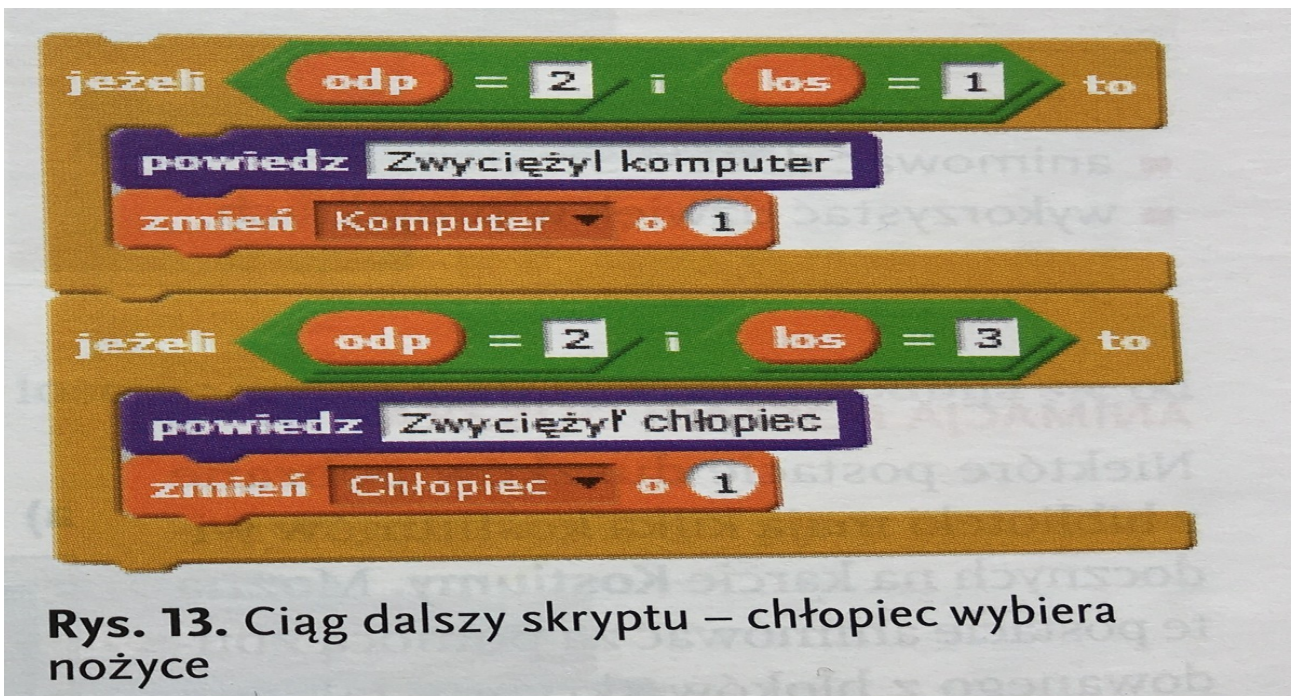 jeżeli odp = 2 i los = 1 to
powiedz Zwyciężyl komputer
zmień Komputer o 1
jeżeli odp = 2 i los = 3 to
powiedz Zwyciężył chłopiec
zmień Chłopiec o 1
Rys. 13. Ciąg dalszy skryptu – chłopiec wybiera
nożyce